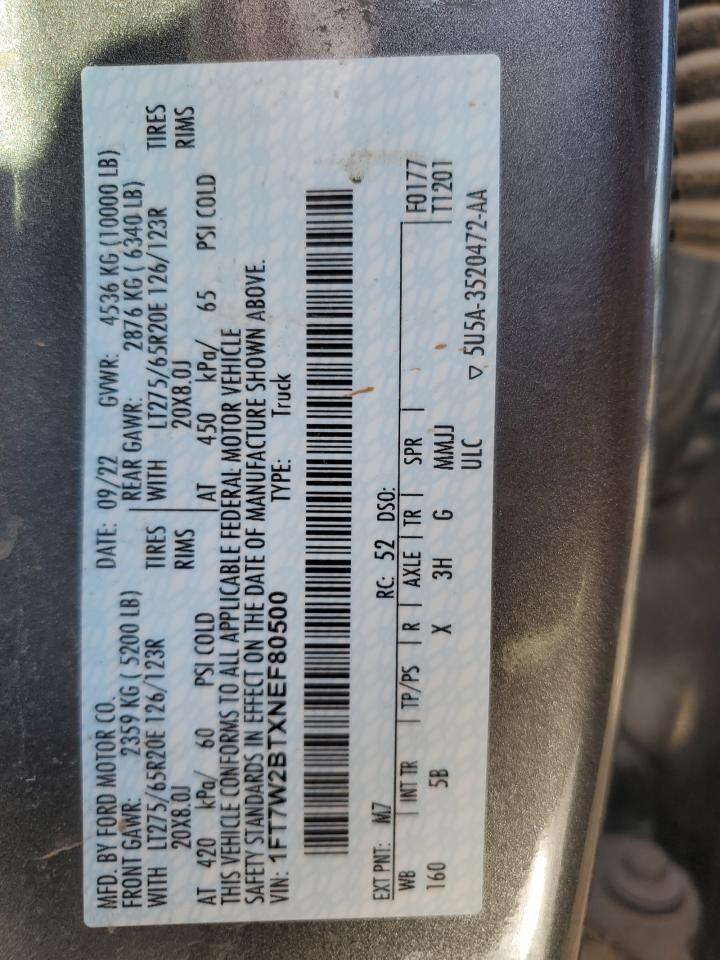 MFD. BY FORD MOTOR CO. DATE: 09/22 GVWR: 4536 KG (10000 LB)
FRONT GAWR: 2359 KG ( 5200 LB) REAR GAWR: 2876 KG ( 6340 LB)
WITH LT275/65R20E 126/123R TIRES WITH LT275/65R20E 126/123R TIRES
20X8.0J RIMS 20X8.0J RIMS
AT 420 kPa/ 60 PSI COLD AT 450 kPa/ 65 PSI COLD
THIS VEHICLE CONFORMS TO ALL APPLICABLE FEDERAL MOTOR VEHICLE
SAFETY STANDARDS IN EFFECT ON THE DATE OF MANUFACTURE SHOWN ABOVE.
VIN: 1FT7W2BTXNEF80500 TYPE: Truck
EXT PNT: M7 RC: 52 DSO:
WB INT TR TP/PS R AXLE TR SPR F0177
160 5B X 3H G MMJJ T1201
ULC
▽ 5U5A-3520472-AA